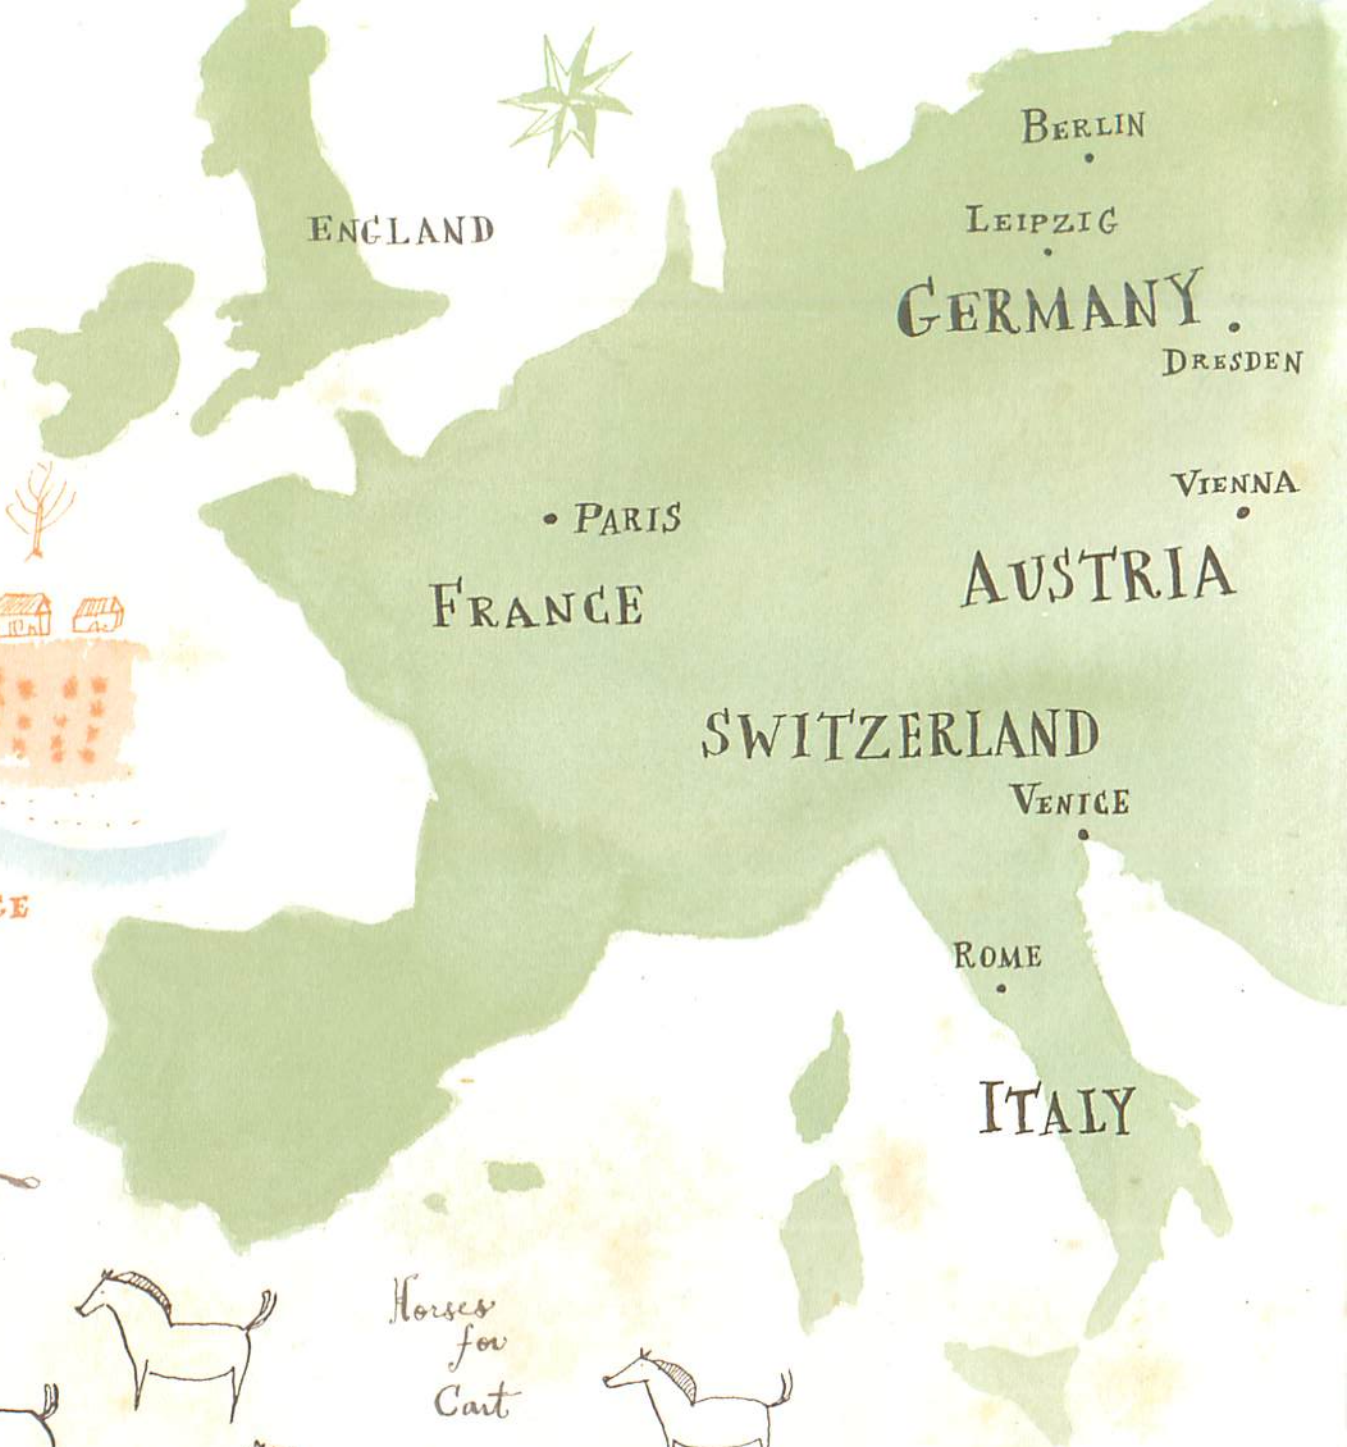 BERLIN
LEIPZIG
ENGLAND
GERMANY
DRESDEN
VIENNA
PARIS
AUSTRIA
FRANCE
SWITZERLAND
VENICE
ROME
ITALY
Horses
for
Cart